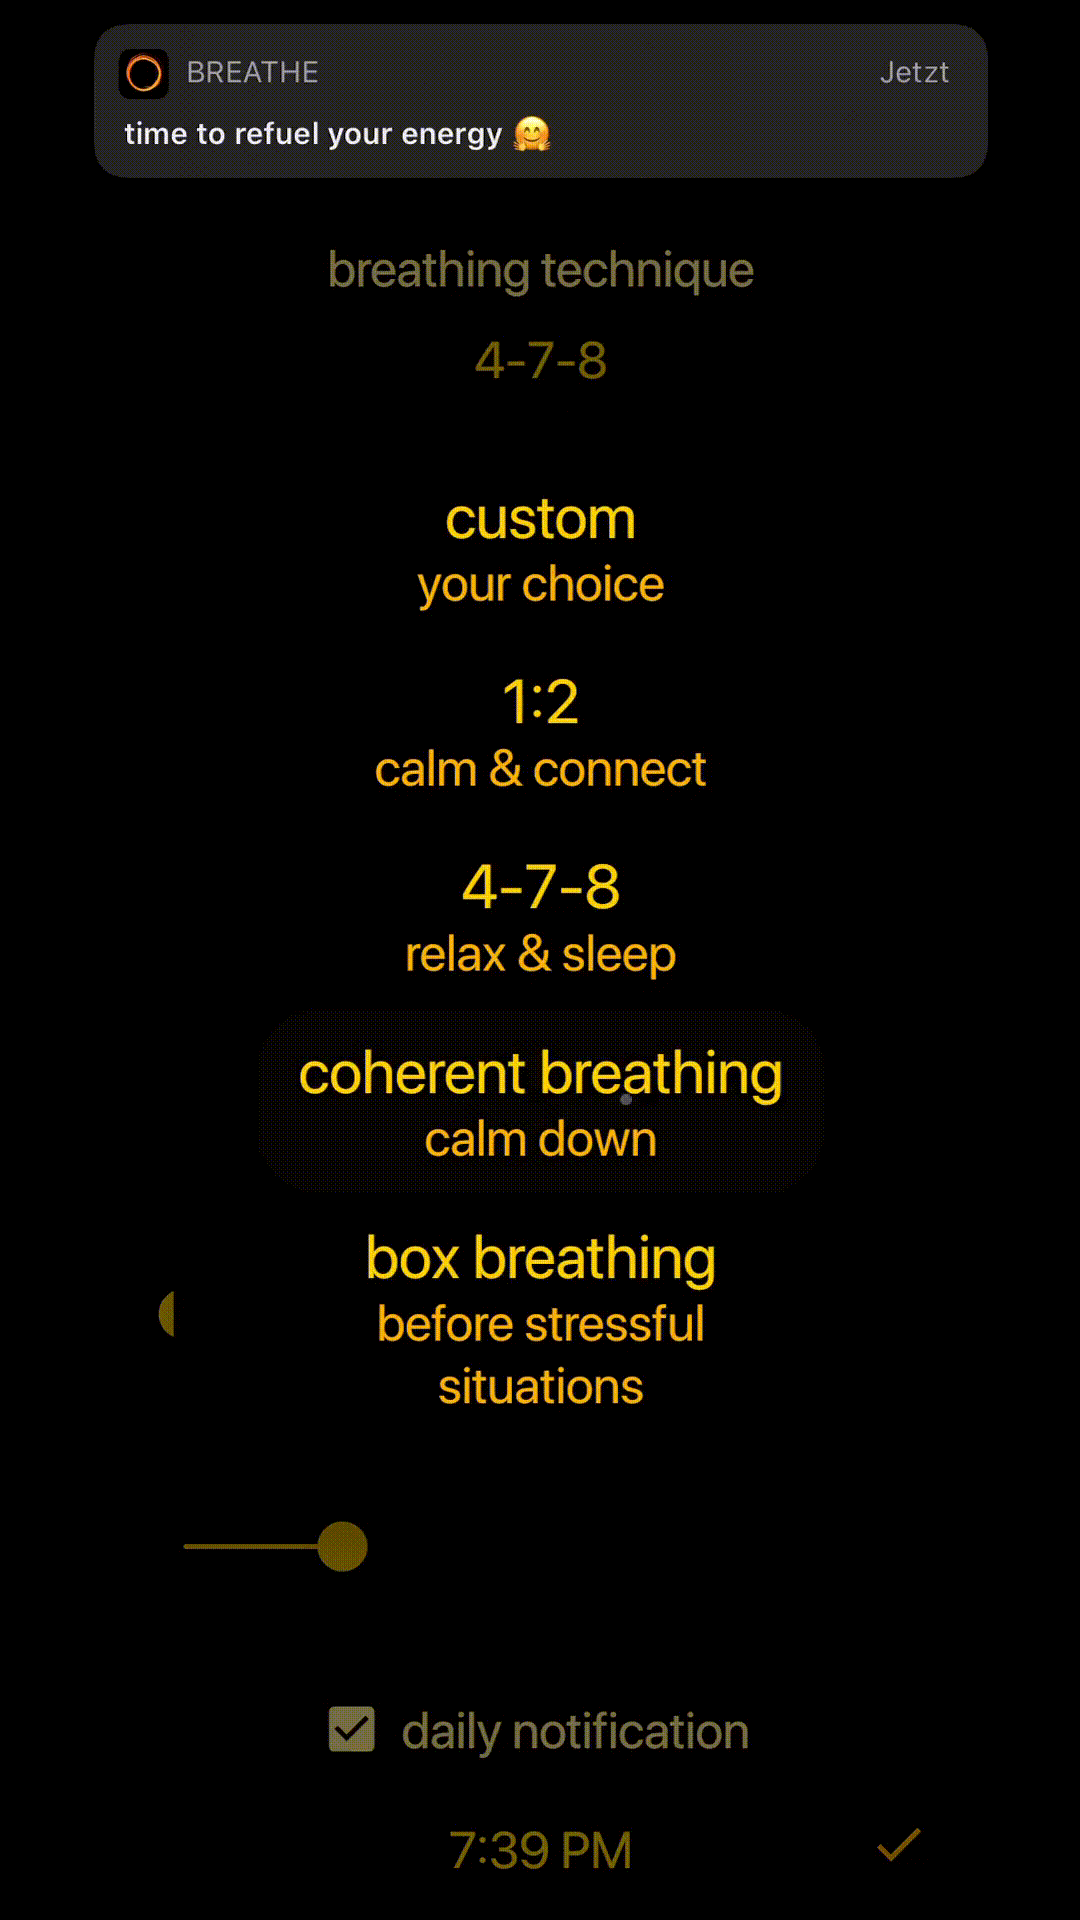 BREATHE
Jetzt
time to refuel your energy 🤗
breathing technique
4-7-8
custom
your choice
1:2
calm & connect
4-7-8
relax & sleep
coherent breathing
calm down
box breathing
before stressful
situations
daily notification
7:39 PM